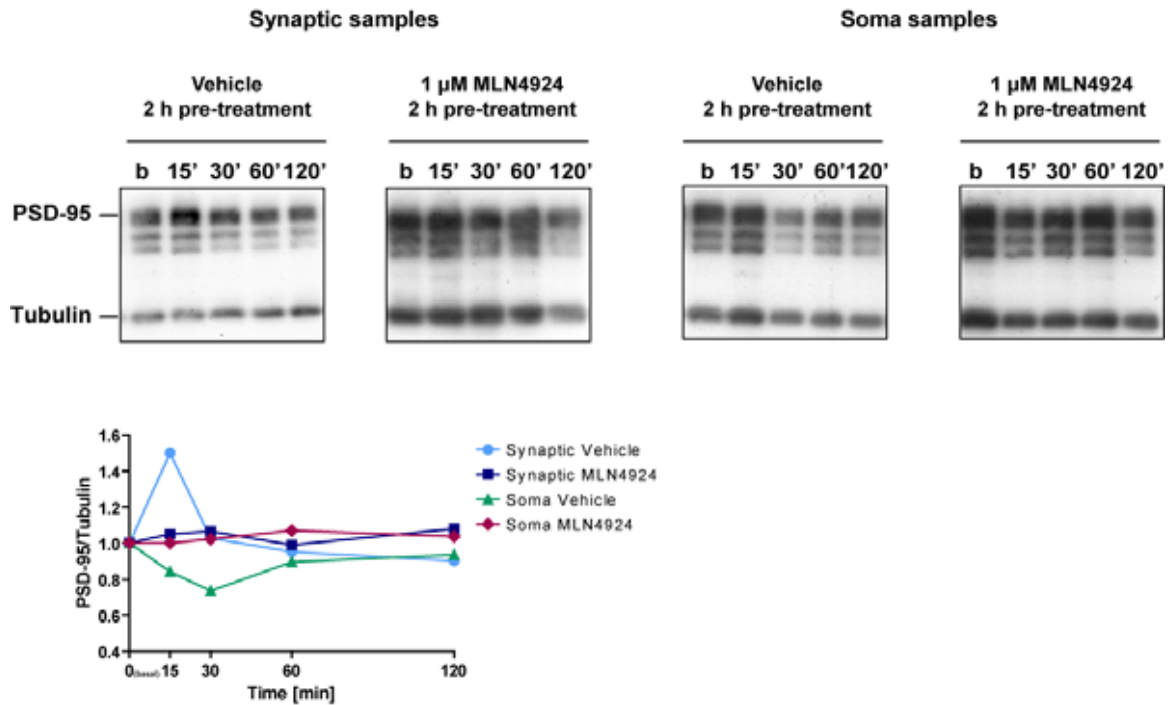 Synaptic samples
Soma samples
Vehicle
2 h pre-treatment
1 µM MLN4924
2 h pre-treatment
Vehicle
2 h pre-treatment
1 µM MLN4924
2 h pre-treatment
b 15' 30' 60' 120'
b 15' 30' 60' 120'
b 15' 30' 60' 120'
b 15' 30' 60' 120'
PSD-95
Tubulin
PSD-95/Tubulin
1.6
1.4
1.2
1.0
0.8
0.6
0.4
0(basal) 15 30 60 120
Time [min]
Synaptic Vehicle
Synaptic MLN4924
Soma Vehicle
Soma MLN4924